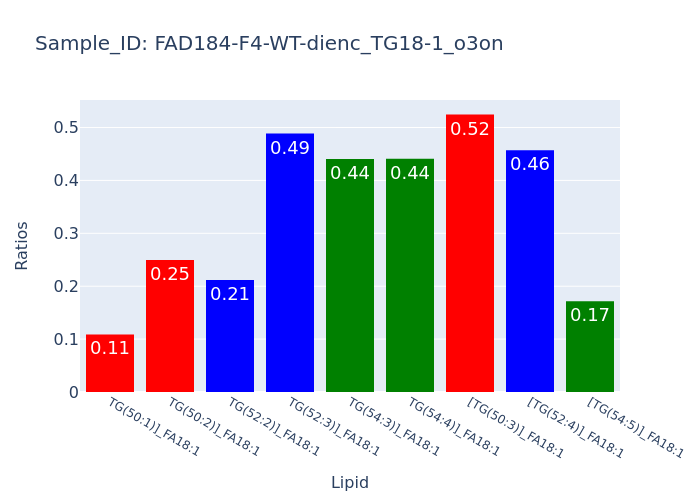 Sample_ID: FAD184-F4-WT-dienc_TG18-1_o3on
Ratios
0.5
0.4
0.3
0.2
0.1
0
0.11
0.25
0.21
0.49
0.44
0.44
0.52
0.46
0.17
TG(50:1)]_FA18:1
TG(50:2)]_FA18:1
TG(52:2)]_FA18:1
TG(52:3)]_FA18:1
TG(54:3)]_FA18:1
TG(54:4)]_FA18:1
[TG(50:3)]_FA18:1
[TG(52:4)]_FA18:1
[TG(54:5)]_FA18:1
Lipid